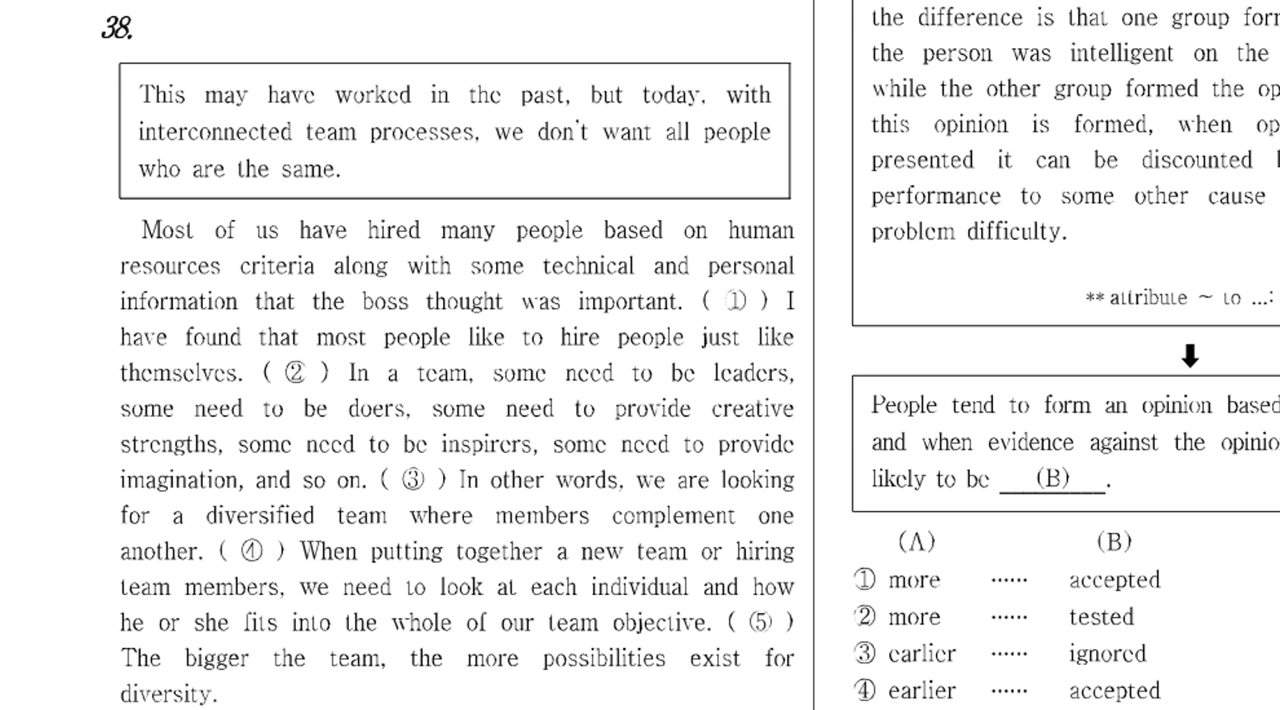 38.
This may have worked in the past, but today, with
interconnected team processes, we don't want all people
who are the same.
Most of us have hired many people based on human
resources criteria along with some technical and personal
information that the boss thought was important. ( ① ) I
have found that most people like to hire people just like
themselves. ( ② ) In a team, some need to be leaders,
some need to be doers, some need to provide creative
strengths, some need to be inspirers, some need to provide
imagination, and so on. ( ③ ) In other words, we are looking
for a diversified team where members complement one
another. ( ④ ) When putting together a new team or hiring
team members, we need to look at each individual and how
he or she fits into the whole of our team objective. ( ⑤ )
The bigger the team, the more possibilities exist for
diversity.
the difference is that one group
the person was intelligent on the
while the other group formed the
this opinion is formed, when
presented it can be discounted
performance to some other cause
problem difficulty.
** attribute ~ to ...:
People tend to form an opinion based
and when evidence against the
likely to be (B) .
(A) (B)
① more ...... accepted
② more ...... tested
③ earlier ...... ignored
④ earlier ...... accepted